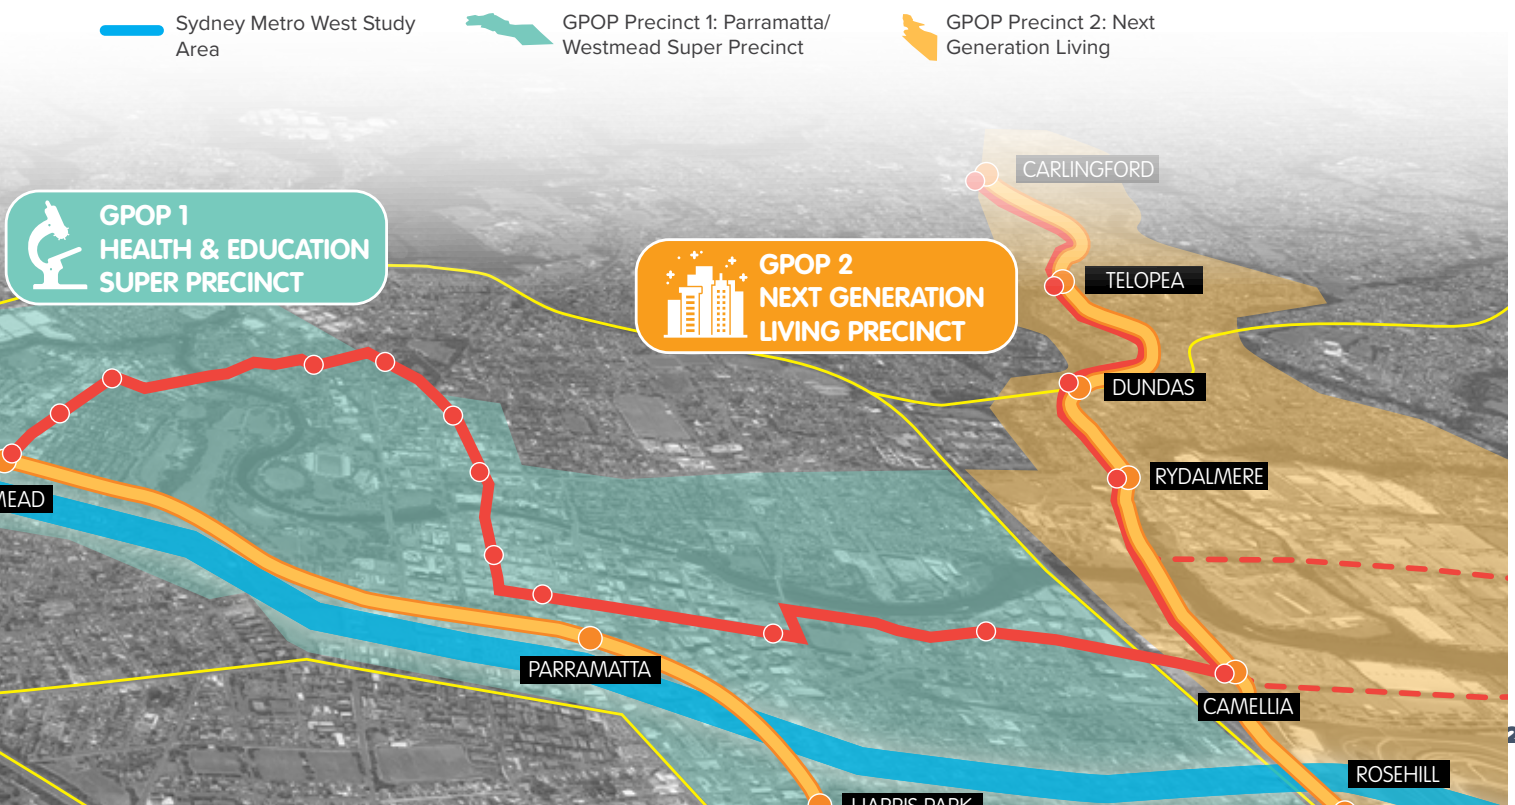 Sydney Metro West Study
Area
GPOP Precinct 1: Parramatta/
Westmead Super Precinct
GPOP Precinct 2: Next
Generation Living
CARLINGFORD
GPOP 1
HEALTH & EDUCATION
SUPER PRECINCT
GPOP 2
NEXT GENERATION
LIVING PRECINCT
TELOPEA
DUNDAS
RYDALMERE
MEAD
PARRAMATTA
CAMELLIA
ROSEHILL
HARRIS PARK